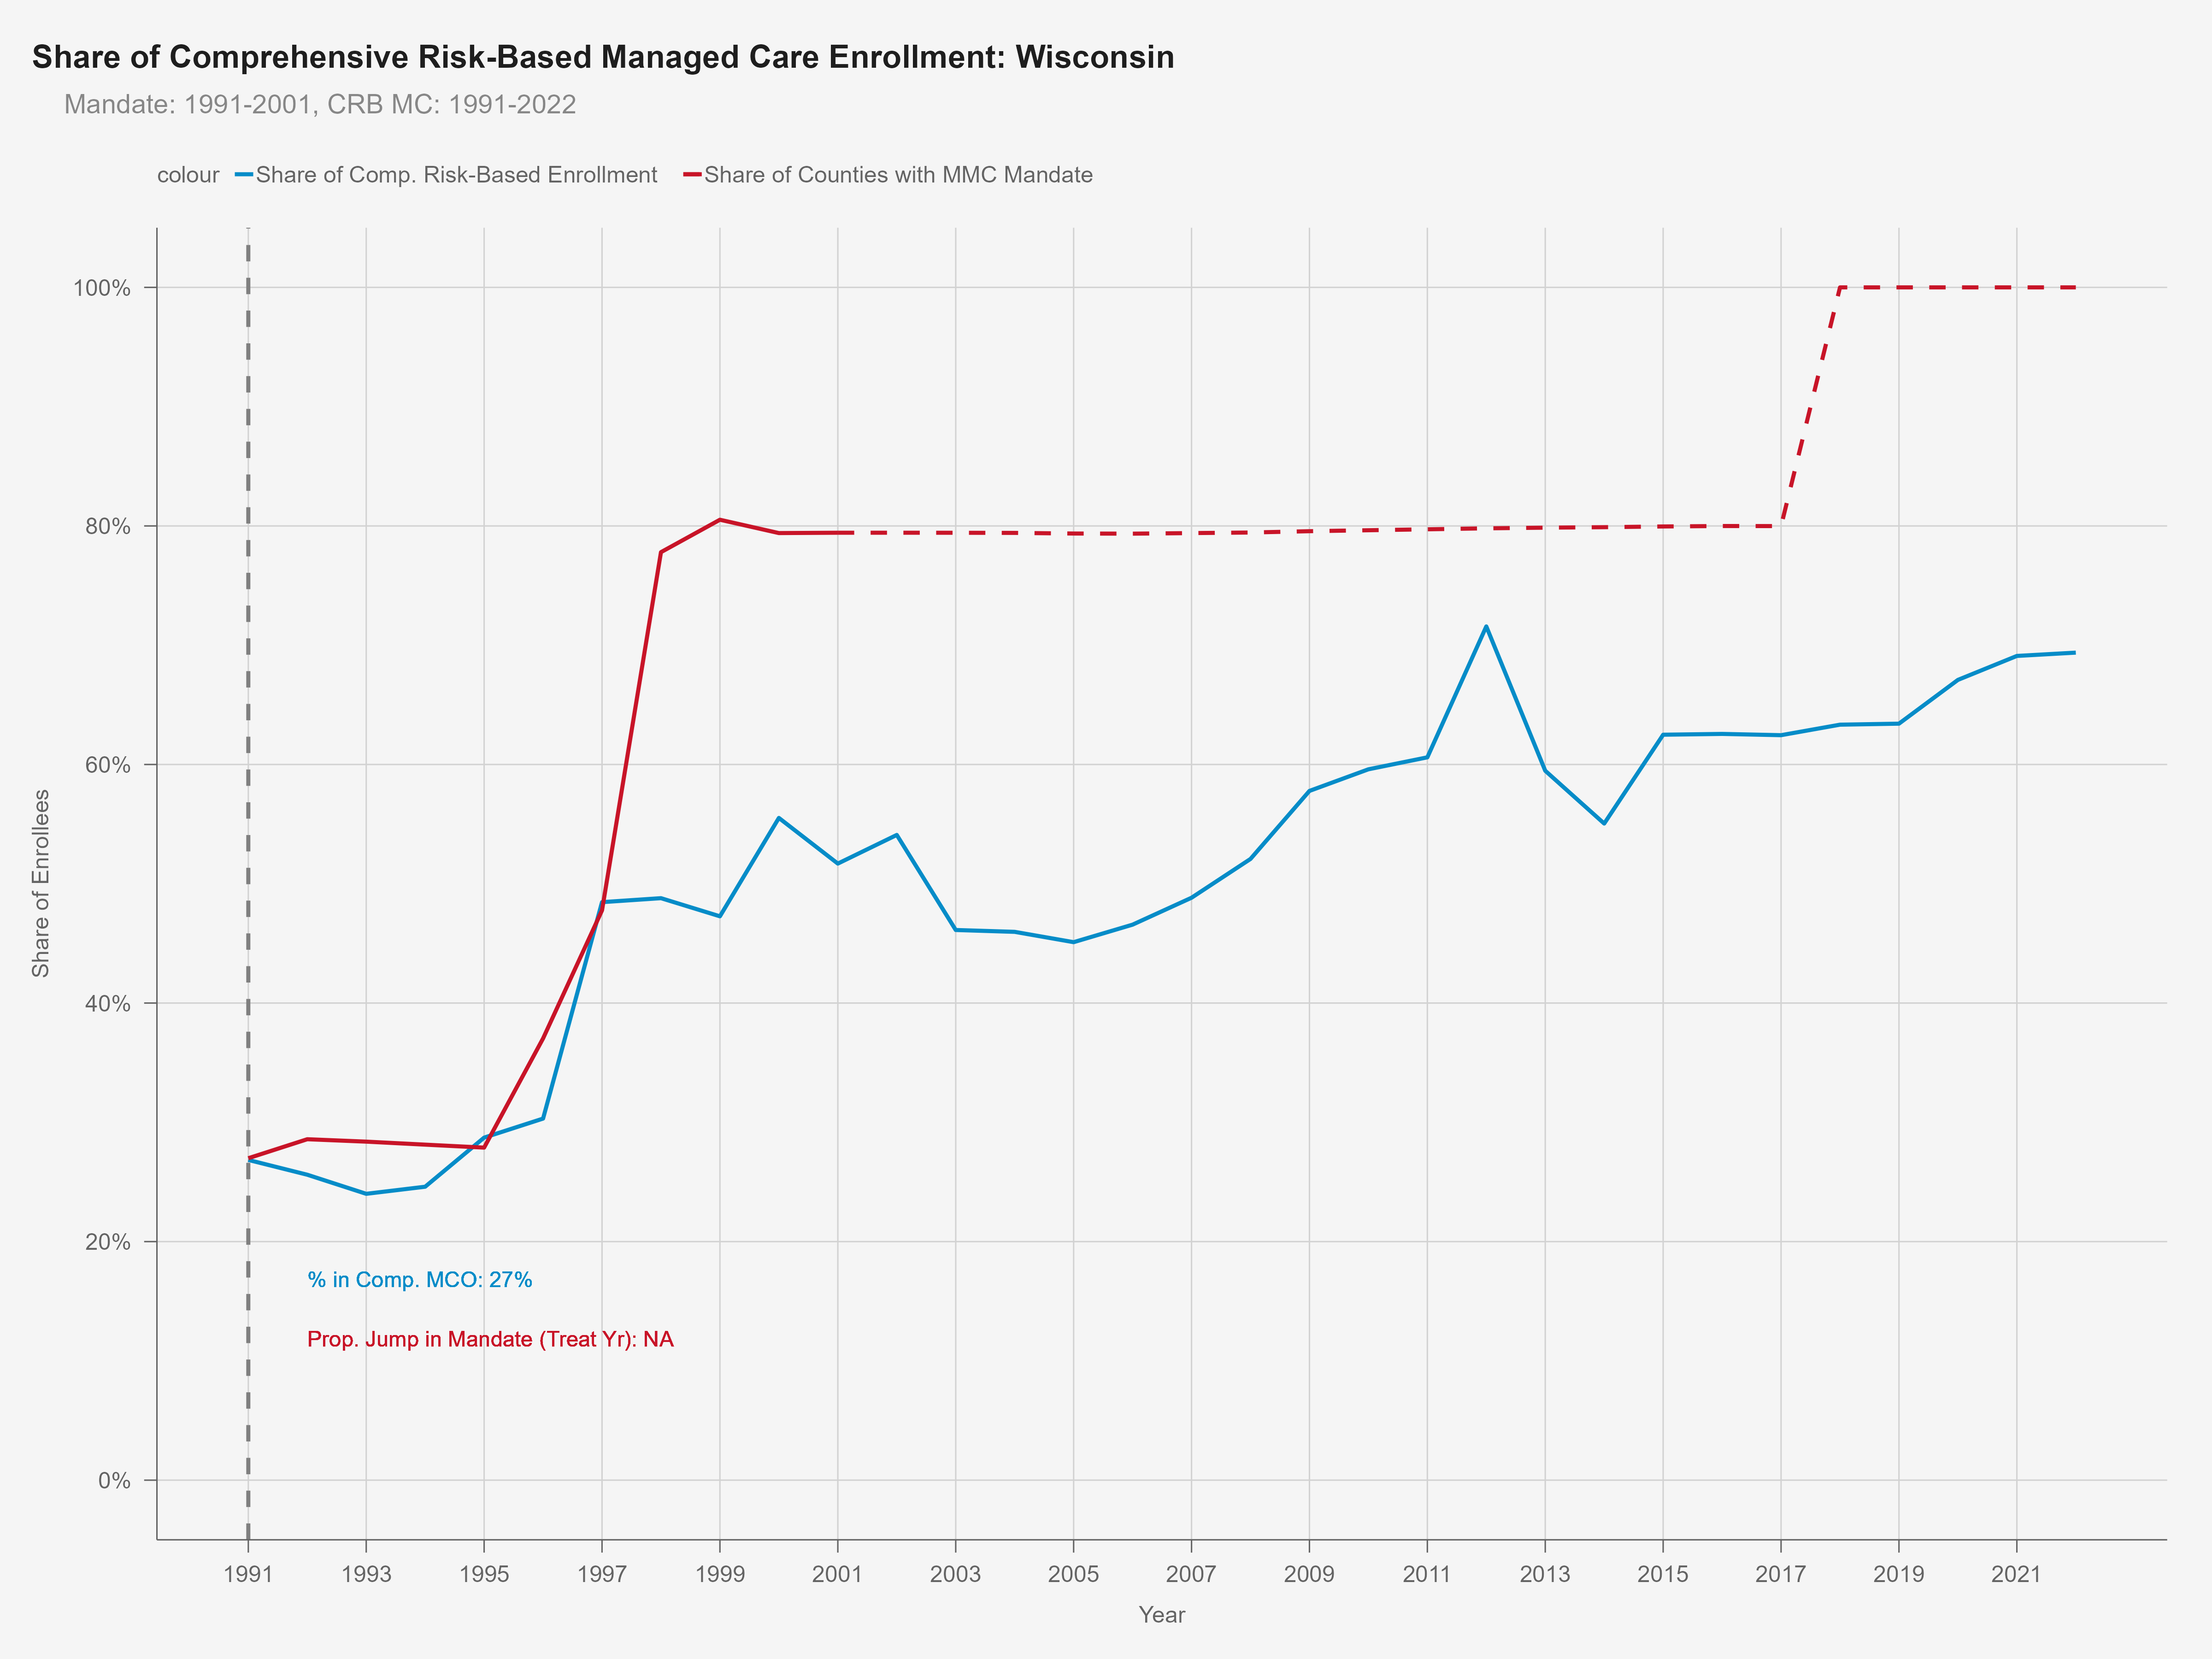 Share of Comprehensive Risk-Based Managed Care Enrollment: Wisconsin
Mandate: 1991-2001, CRB MC: 1991-2022
colour Share of Comp. Risk-Based Enrollment Share of Counties with MMC Mandate
100%
80%
60%
40%
20%
0%
Share of Enrollees
% in Comp. MCO: 27%
Prop. Jump in Mandate (Treat Yr): NA
1991 1993 1995 1997 1999 2001 2003 2005 2007 2009 2011 2013 2015 2017 2019 2021
Year